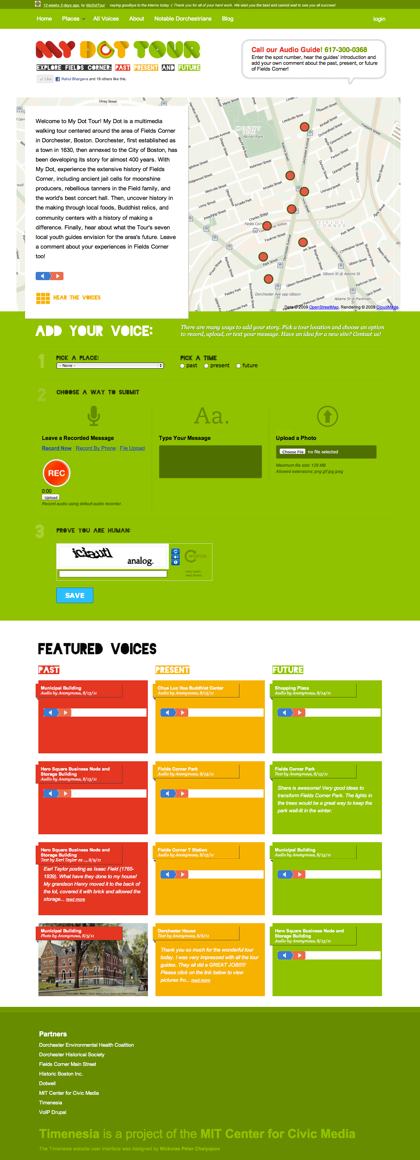 12 weeks 5 days ago, by MyDotTour saying goodbye to the interns today :( Thank you for all of your hard work. We wish you the best and cannot wait to see you all succeed!
Home Places All Voices About Notable Dorchestrians Blog login
MY DOT TOUR
EXPLORE FIELDS CORNER: PAST PRESENT AND FUTURE
Like Rahul Bhargava and 19 others like this.
Call our Audio Guide! 617-300-0368
Enter the spot number, hear the guides' introduction and
add your own comment about the past, present, or future
of Fields Corner!
Welcome to My Dot Tour! My Dot is a multimedia
walking tour centered around the area of Fields Corner
in Dorchester, Boston. Dorchester, first established as
a town in 1630, then annexed to the City of Boston, has
been developing its story for almost 400 years. With
My Dot, experience the extensive history of Fields
Corner, including ancient jail cells for moonshine
producers, rebellious tanners in the Field family, and
the world's best concert hall. Then, uncover history in
the making through local foods, Buddhist relics, and
community centers with a history of making a
difference. Finally, hear about what the Tour's seven
local youth guides envision for the area's future. Leave
a comment about your experiences in Fields Corner
too!
HEAR THE VOICES
Data © 2009 OpenStreetMap. Rendering © 2009 CloudMade.
ADD YOUR VOICE:
There are many ways to add your story. Pick a tour location and choose an option
to record, upload, or text your message. Have an idea for a new site? Contact us!
1 PICK A PLACE: PICK A TIME
- None - past present future
2 CHOOSE A WAY TO SUBMIT
Aa.
Leave a Recorded Message Type Your Message Upload a Photo
Record Now Record By Phone File Upload
Choose File no file selected
Maximum file size: 128 MB
Allowed extensions: png gif jpg jpeg
REC
0:00
Upload
Record audio using default audio recorder.
3 PROVE YOU ARE HUMAN:
analog.
SAVE
FEATURED VOICES
PAST PRESENT FUTURE
Municipal Building
Audio by Anonymous, 8/13/11
Chua Luc Hoa Buddhist Center
Audio by Anonymous, 8/13/11
Shopping Plaza
Audio by Anonymous, 8/14/11
Hero Square Business Node and
Storage Building
Audio by Anonymous, 8/13/11
Fields Corner Park
Audio by Anonymous, 8/13/11
Fields Corner Park
Text by Anonymous, 8/13/11
Shara is awesome! Very good ideas to
transform Fields Corner Park. The lights in
the trees would be a great way to keep the
park well-lit in the winter.
Hero Square Business Node and
Storage Building
Text by Earl Taylor on ... 8/9/11
Earl Taylor posting as Isaac Field (1765-
1839). What have they done to my house!
My grandson Henry moved it to the back of
the lot, covered it with brick and allowed the
storage... read more
Fields Corner T Station
Audio by Anonymous, 8/13/11
Municipal Building
Audio by Anonymous, 8/13/11
Municipal Building
Photo by Anonymous, 8/5/11
Dorchester House
Text by Anonymous, 8/13/11
Thank you so much for the wonderful tour
today. I was very impressed with all the tour
guides. They all did a GREAT JOB!!!!!
Please click on the link below to view
pictures fro... read more
Hero Square Business Node and
Storage Building
Audio by Anonymous, 8/13/11
Partners
Dorchester Environmental Health Coalition
Dorchester Historical Society
Fields Corner Main Street
Historic Boston Inc.
Dotwell
MIT Center for Civic Media
Timenesia
VoIP Drupal
Timenesia is a project of the MIT Center for Civic Media
The Timenesia website user interface was designed by